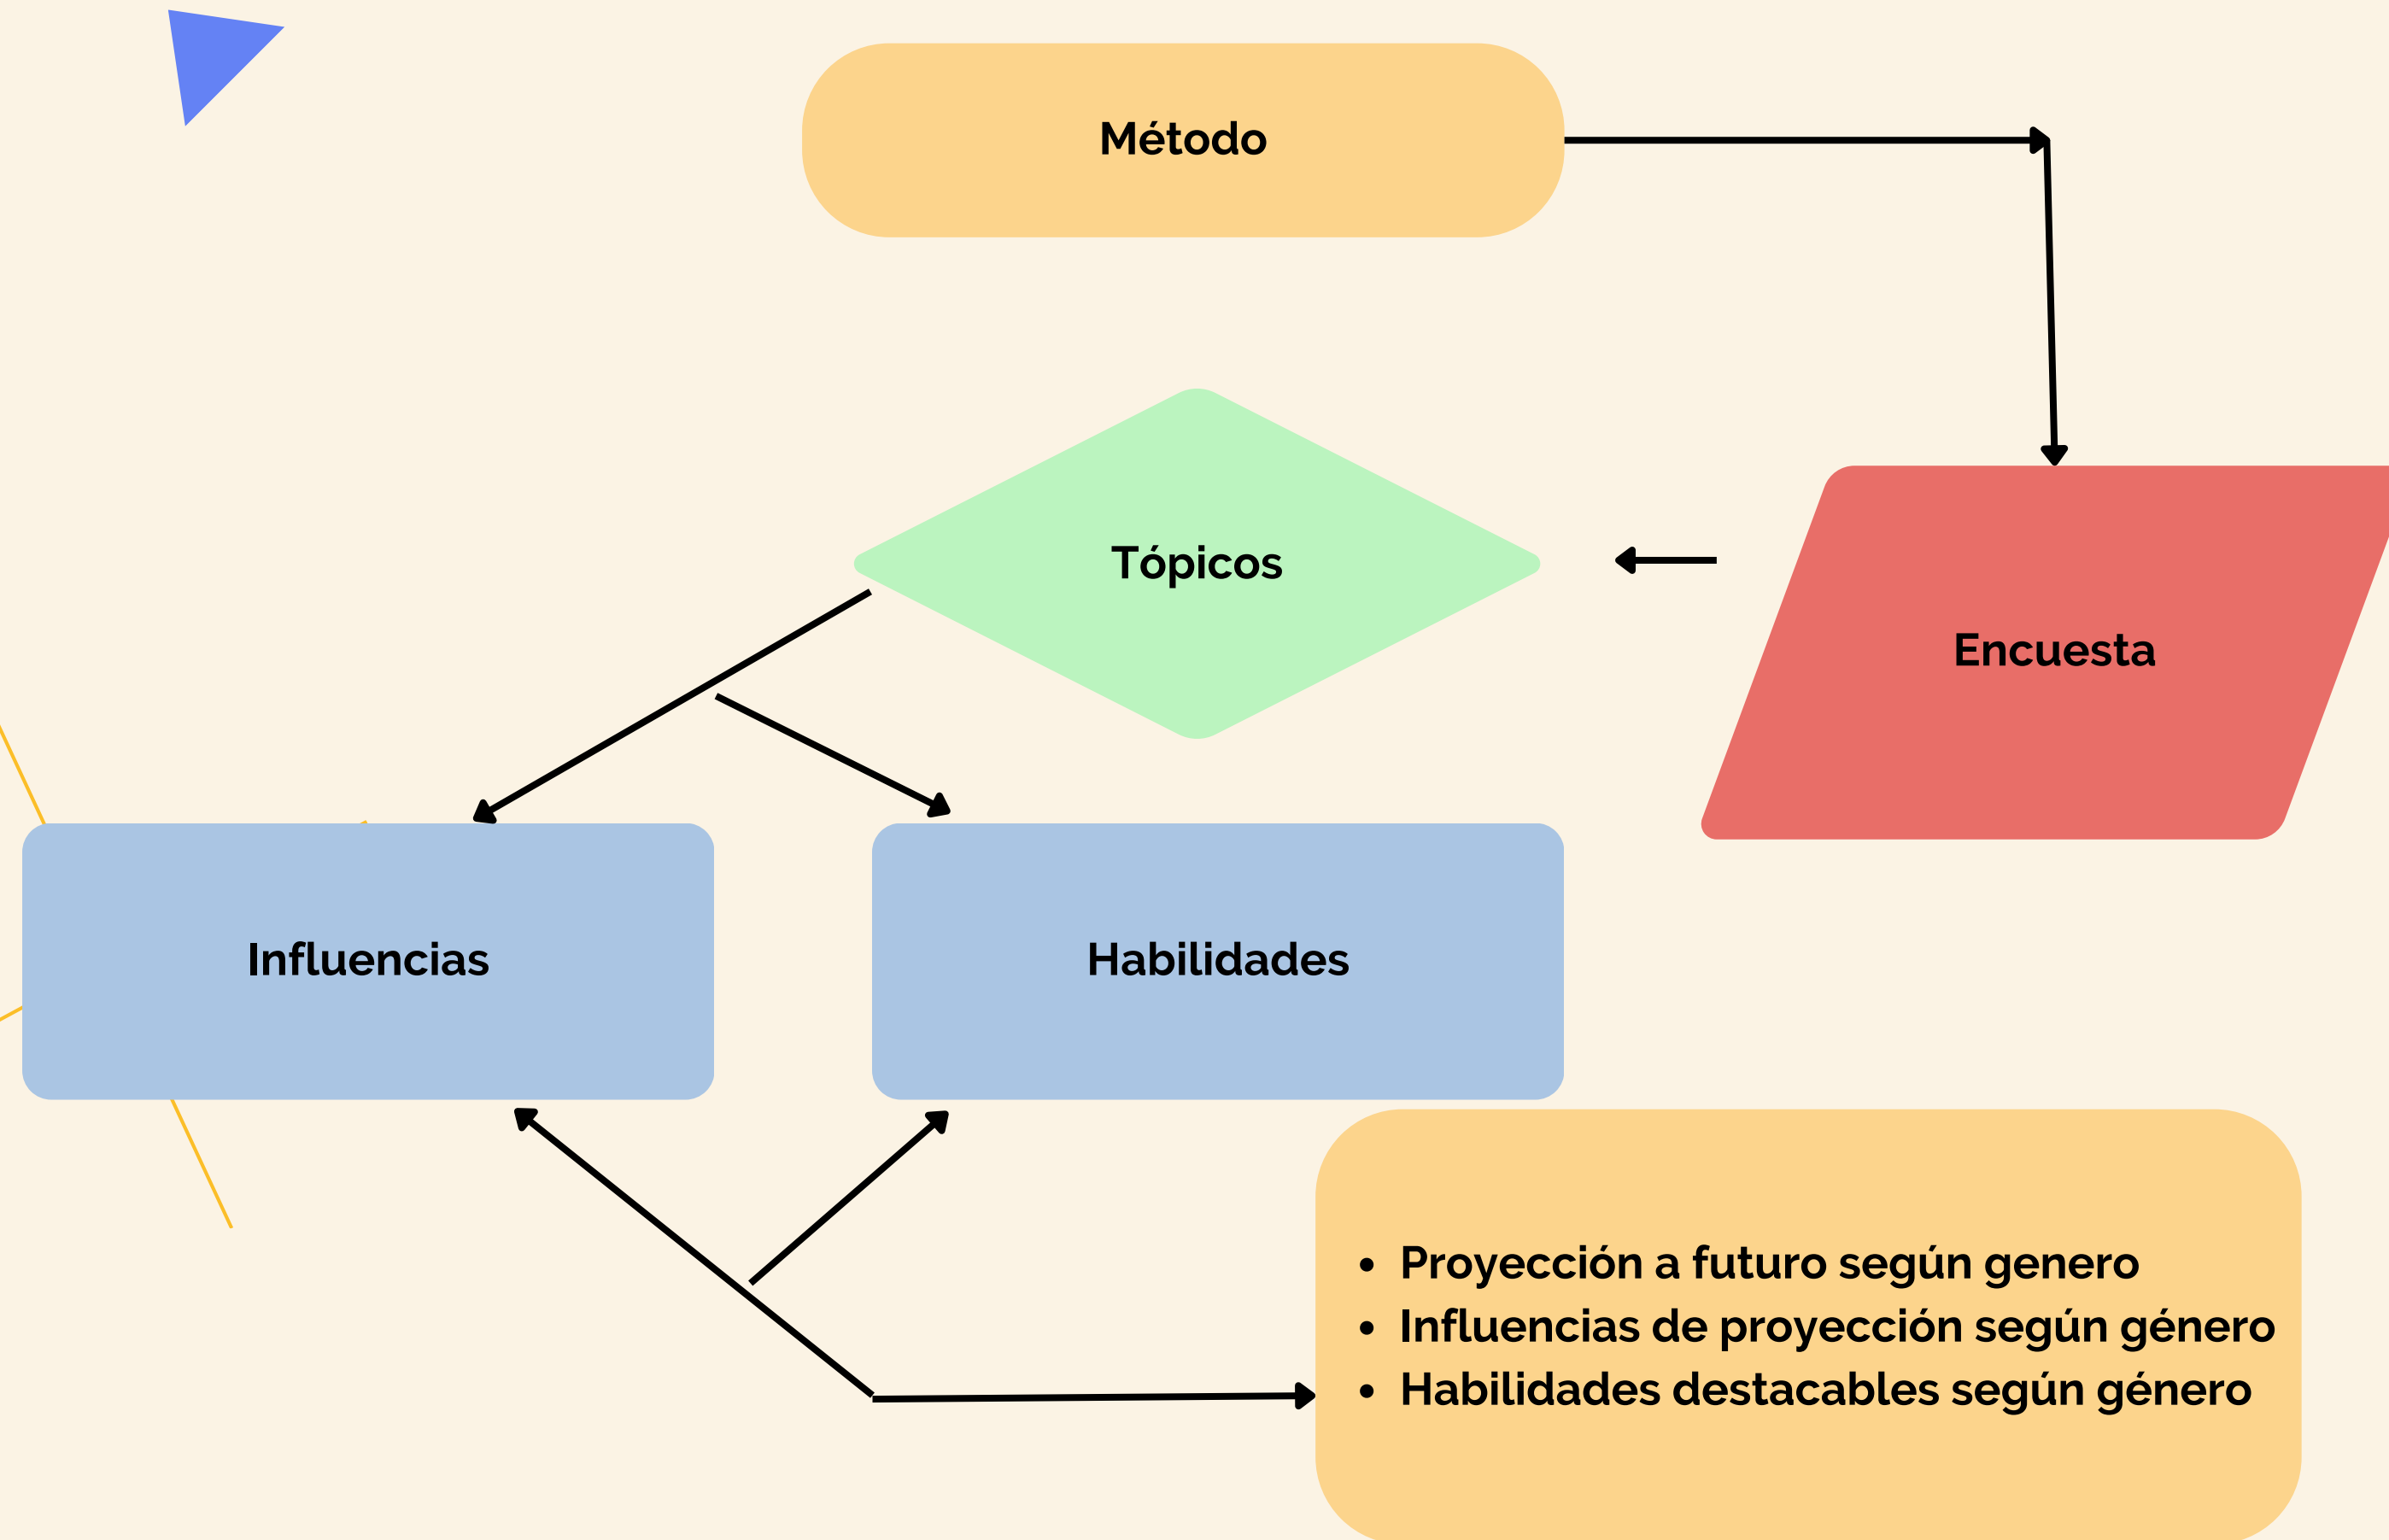 Método
Tópicos
Encuesta
Influencias
Habilidades
• Proyección a futuro según genero
• Influencias de proyección según género
• Habilidades destacables según género